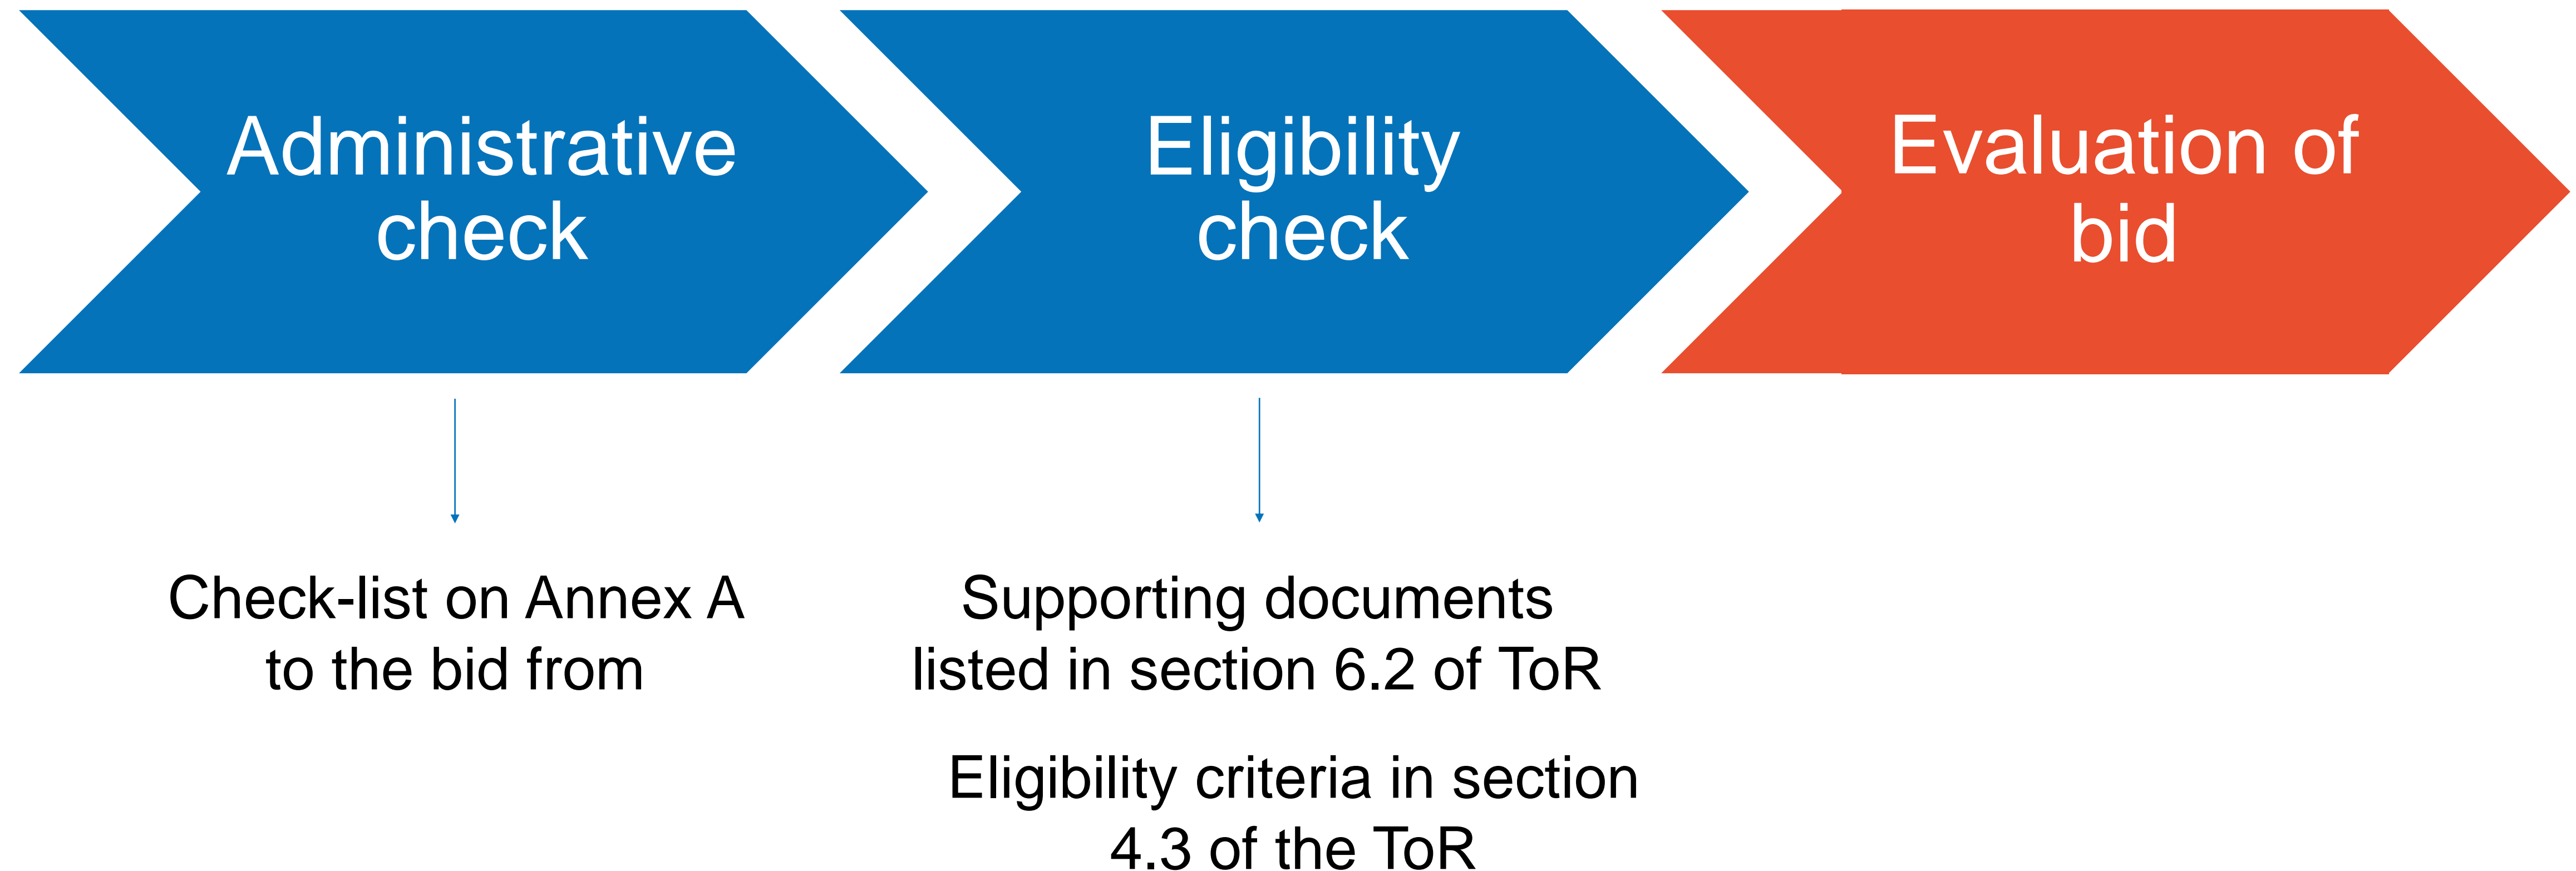 Administrative
check
Eligibility
check
Evaluation of
bid
Check-list on Annex A
to the bid from
Supporting documents
listed in section 6.2 of ToR
Eligibility criteria in section
4.3 of the ToR